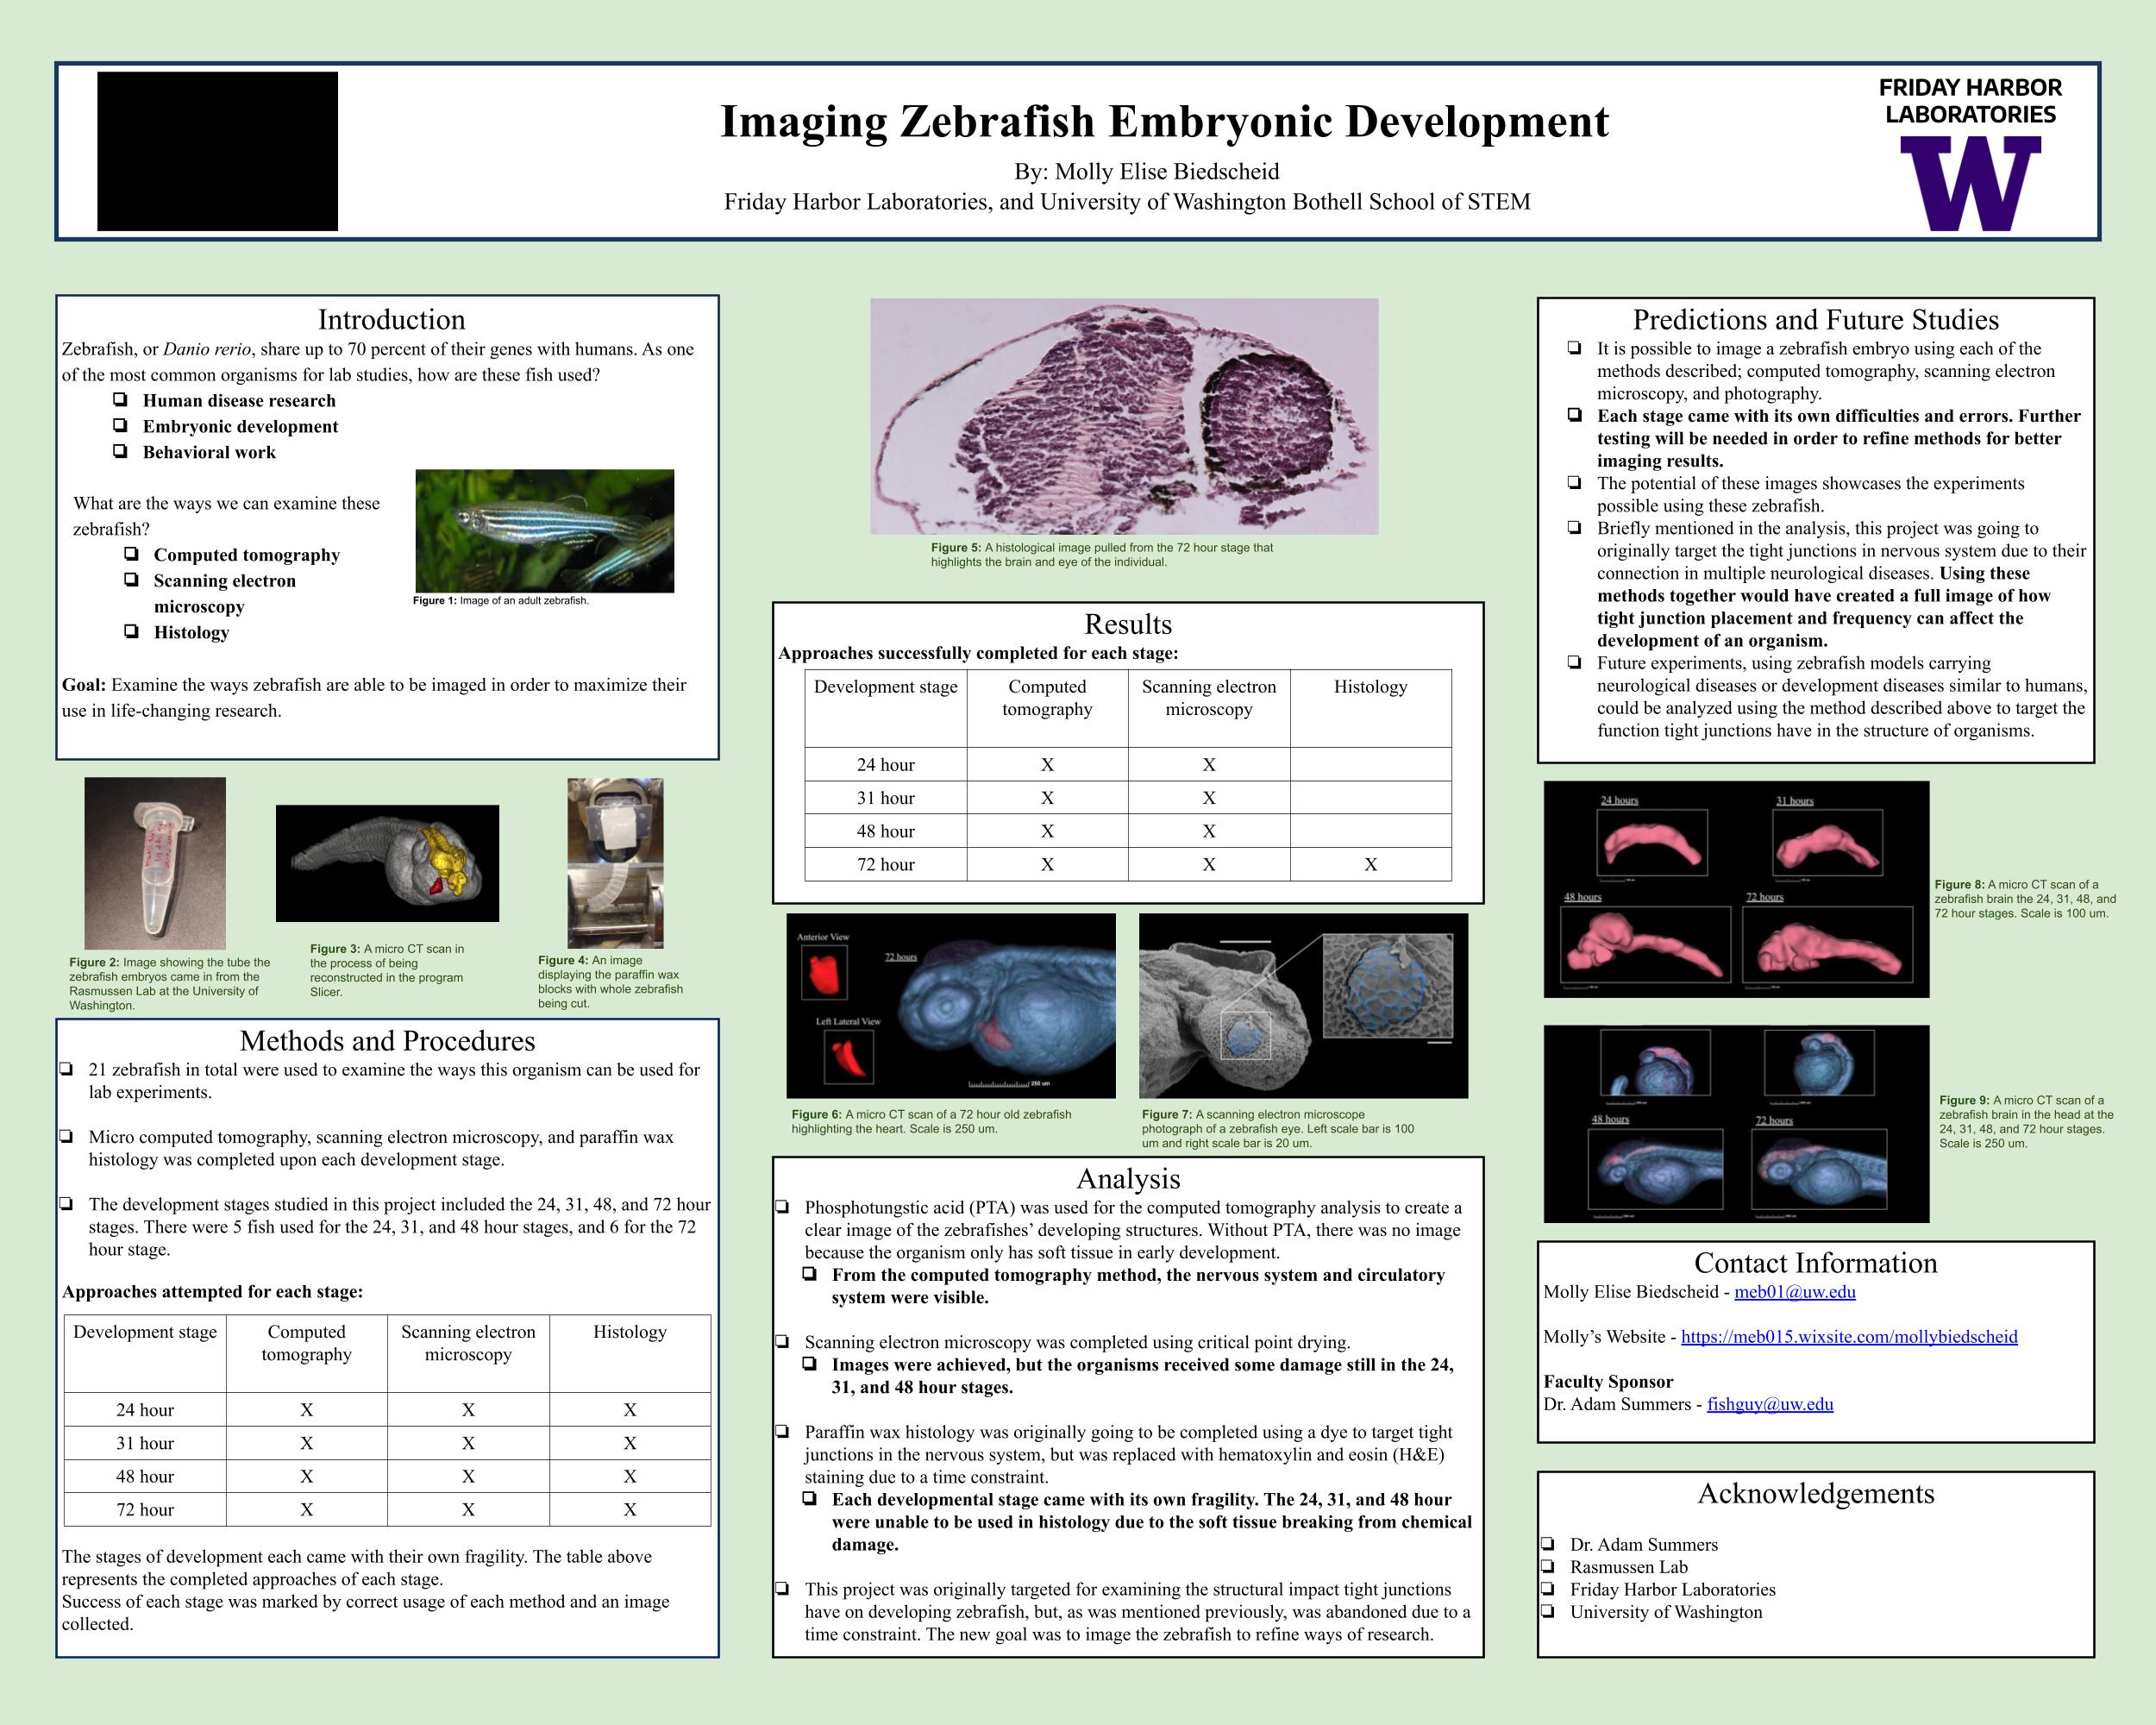 Imaging Zebrafish Embryonic Development
By: Molly Elise Biedscheid
Friday Harbor Laboratories, and University of Washington Bothell School of STEM
FRIDAY HARBOR
LABORATORIES
W
Introduction
Zebrafish, or Danio rerio, share up to 70 percent of their genes with humans. As one
of the most common organisms for lab studies, how are these fish used?
❏ Human disease research
❏ Embryonic development
❏ Behavioral work
What are the ways we can examine these
zebrafish?
❏ Computed tomography
❏ Scanning electron
microscopy
❏ Histology
Figure 1: Image of an adult zebrafish.
Goal: Examine the ways zebrafish are able to be imaged in order to maximize their
use in life-changing research.
Figure 2: Image showing the tube the
zebrafish embryos came in from the
Rasmussen Lab at the University of
Washington.
Figure 3: A micro CT scan in
the process of being
reconstructed in the program
Slicer.
Figure 4: An image
displaying the paraffin wax
blocks with whole zebrafish
being cut.
Methods and Procedures
❏ 21 zebrafish in total were used to examine the ways this organism can be used for
lab experiments.
❏ Micro computed tomography, scanning electron microscopy, and paraffin wax
histology was completed upon each development stage.
❏ The development stages studied in this project included the 24, 31, 48, and 72 hour
stages. There were 5 fish used for the 24, 31, and 48 hour stages, and 6 for the 72
hour stage.
Approaches attempted for each stage:
Development stage Computed tomography Scanning electron microscopy Histology
24 hour X X X
31 hour X X X
48 hour X X X
72 hour X X X
The stages of development each came with their own fragility. The table above
represents the completed approaches of each stage.
Success of each stage was marked by correct usage of each method and an image
collected.
Figure 5: A histological image pulled from the 72 hour stage that
highlights the brain and eye of the individual.
Results
Approaches successfully completed for each stage:
Development stage Computed tomography Scanning electron microscopy Histology
24 hour X X
31 hour X X
48 hour X X
72 hour X X X
Anterior View
72 hours
Left Lateral View
250 um
Figure 6: A micro CT scan of a 72 hour old zebrafish
highlighting the heart. Scale is 250 um.
Figure 7: A scanning electron microscope
photograph of a zebrafish eye. Left scale bar is 100
um and right scale bar is 20 um.
Analysis
❏ Phosphotungstic acid (PTA) was used for the computed tomography analysis to create a
clear image of the zebrafishes’ developing structures. Without PTA, there was no image
because the organism only has soft tissue in early development.
❏ From the computed tomography method, the nervous system and circulatory
system were visible.
❏ Scanning electron microscopy was completed using critical point drying.
❏ Images were achieved, but the organisms received some damage still in the 24,
31, and 48 hour stages.
❏ Paraffin wax histology was originally going to be completed using a dye to target tight
junctions in the nervous system, but was replaced with hematoxylin and eosin (H&E)
staining due to a time constraint.
❏ Each developmental stage came with its own fragility. The 24, 31, and 48 hour
were unable to be used in histology due to the soft tissue breaking from chemical
damage.
❏ This project was originally targeted for examining the structural impact tight junctions
have on developing zebrafish, but, as was mentioned previously, was abandoned due to a
time constraint. The new goal was to image the zebrafish to refine ways of research.
Predictions and Future Studies
❏ It is possible to image a zebrafish embryo using each of the
methods described; computed tomography, scanning electron
microscopy, and photography.
❏ Each stage came with its own difficulties and errors. Further
testing will be needed in order to refine methods for better
imaging results.
❏ The potential of these images showcases the experiments
possible using these zebrafish.
❏ Briefly mentioned in the analysis, this project was going to
originally target the tight junctions in nervous system due to their
connection in multiple neurological diseases. Using these
methods together would have created a full image of how
tight junction placement and frequency can affect the
development of an organism.
❏ Future experiments, using zebrafish models carrying
neurological diseases or development diseases similar to humans,
could be analyzed using the method described above to target the
function tight junctions have in the structure of organisms.
24 hours
31 hours
48 hours
72 hours
Figure 8: A micro CT scan of a
zebrafish brain the 24, 31, 48, and
72 hour stages. Scale is 100 um.
48 hours
72 hours
Figure 9: A micro CT scan of a
zebrafish brain in the head at the
24, 31, 48, and 72 hour stages.
Scale is 250 um.
Contact Information
Molly Elise Biedscheid - meb01@uw.edu
Molly’s Website - https://meb015.wixsite.com/mollybiedscheid
Faculty Sponsor
Dr. Adam Summers - fishguy@uw.edu
Acknowledgements
❏ Dr. Adam Summers
❏ Rasmussen Lab
❏ Friday Harbor Laboratories
❏ University of Washington